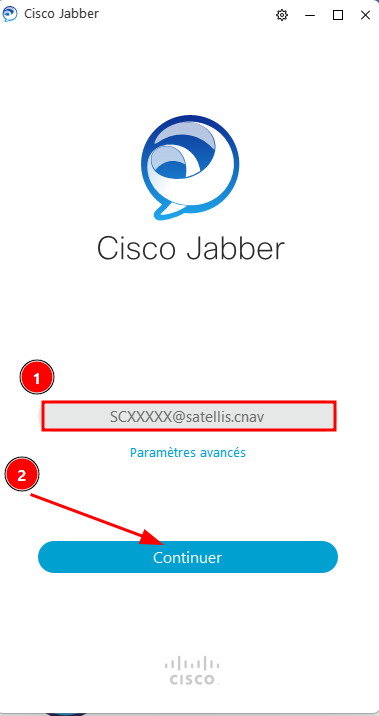 Cisco Jabber
Cisco Jabber
1
SCXXXXX@satellis.cnav
Paramètres avancés
2
Continuer
CISCO